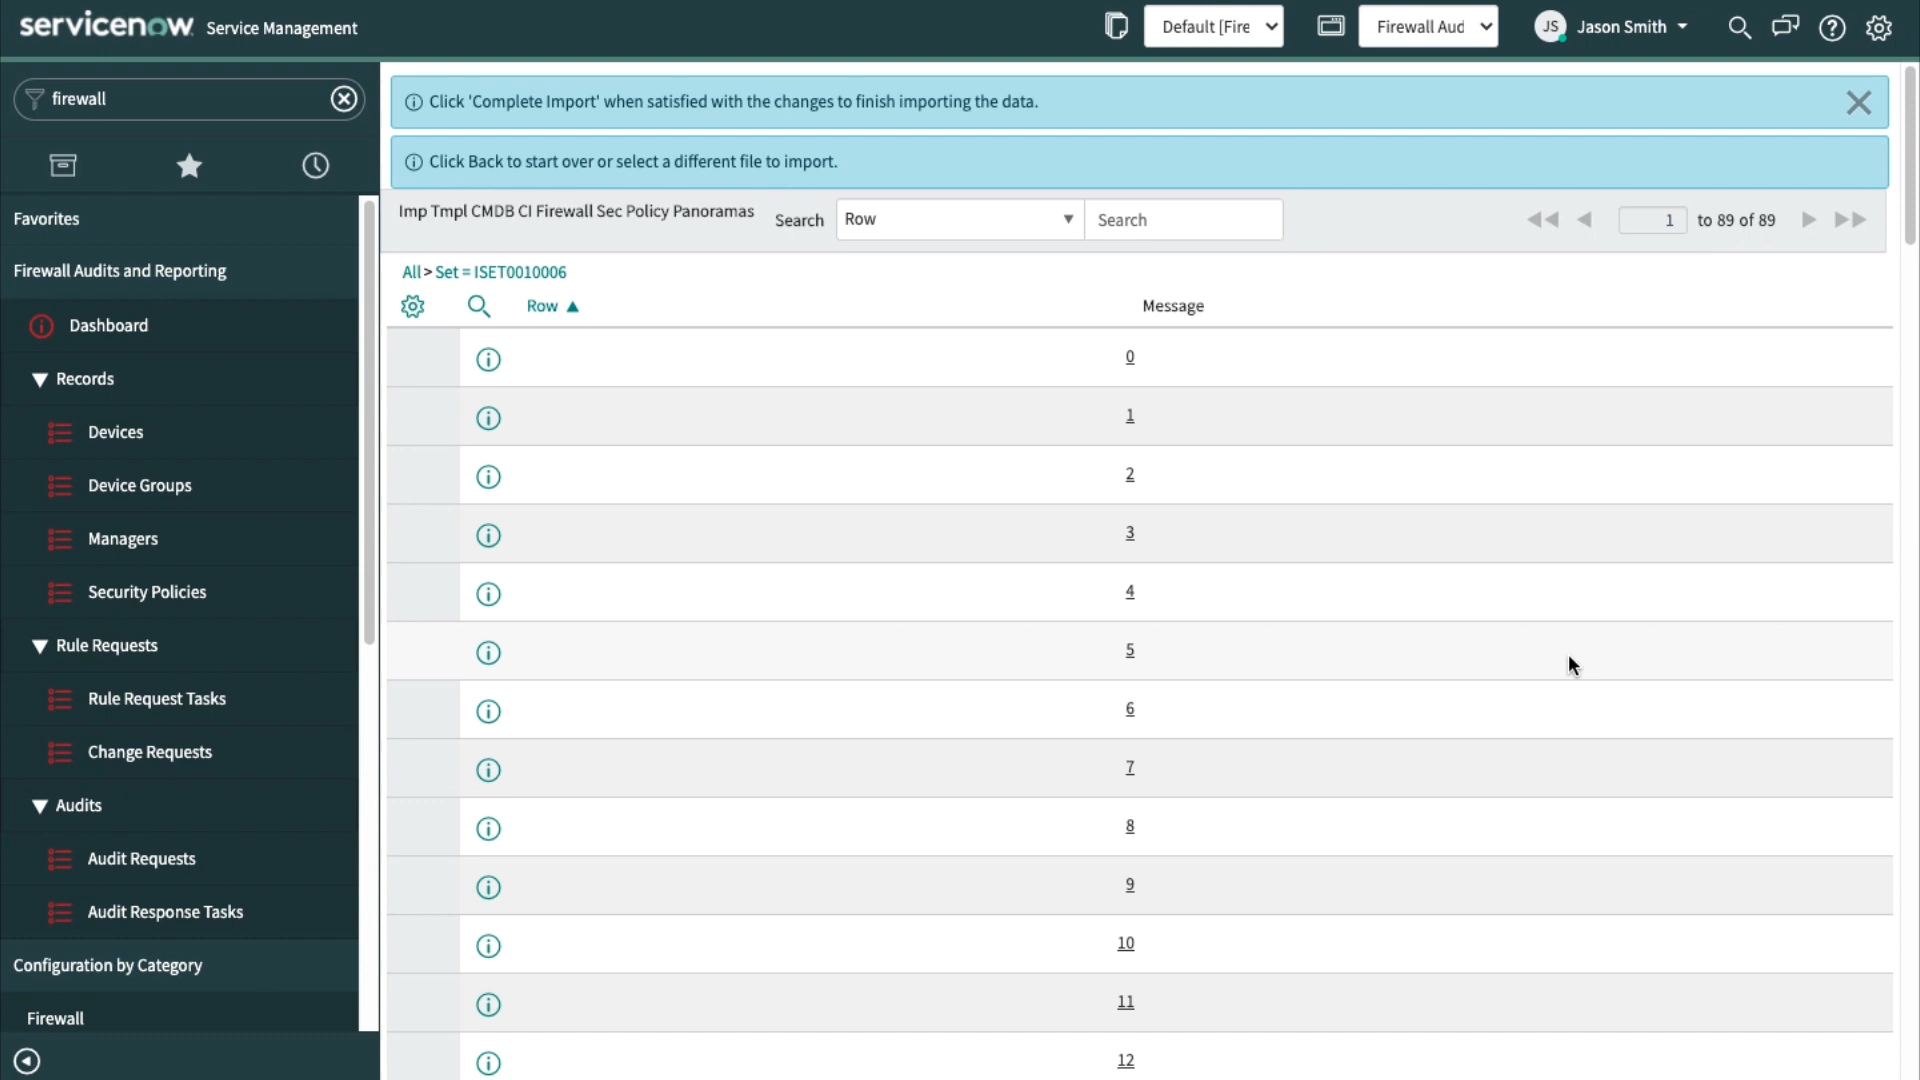 servicenow Service Management
Default [Fire
Firewall Aud
JS Jason Smith
firewall
Favorites
Firewall Audits and Reporting
Dashboard
Records
Devices
Device Groups
Managers
Security Policies
Rule Requests
Rule Request Tasks
Change Requests
Audits
Audit Requests
Audit Response Tasks
Configuration by Category
Firewall
Click 'Complete Import' when satisfied with the changes to finish importing the data.
Click Back to start over or select a different file to import.
Imp Tmpl CMDB CI Firewall Sec Policy Panoramas Search Row Search 1 to 89 of 89
All > Set = ISET0010006
Row Message
0
1
2
3
4
5
6
7
8
9
10
11
12